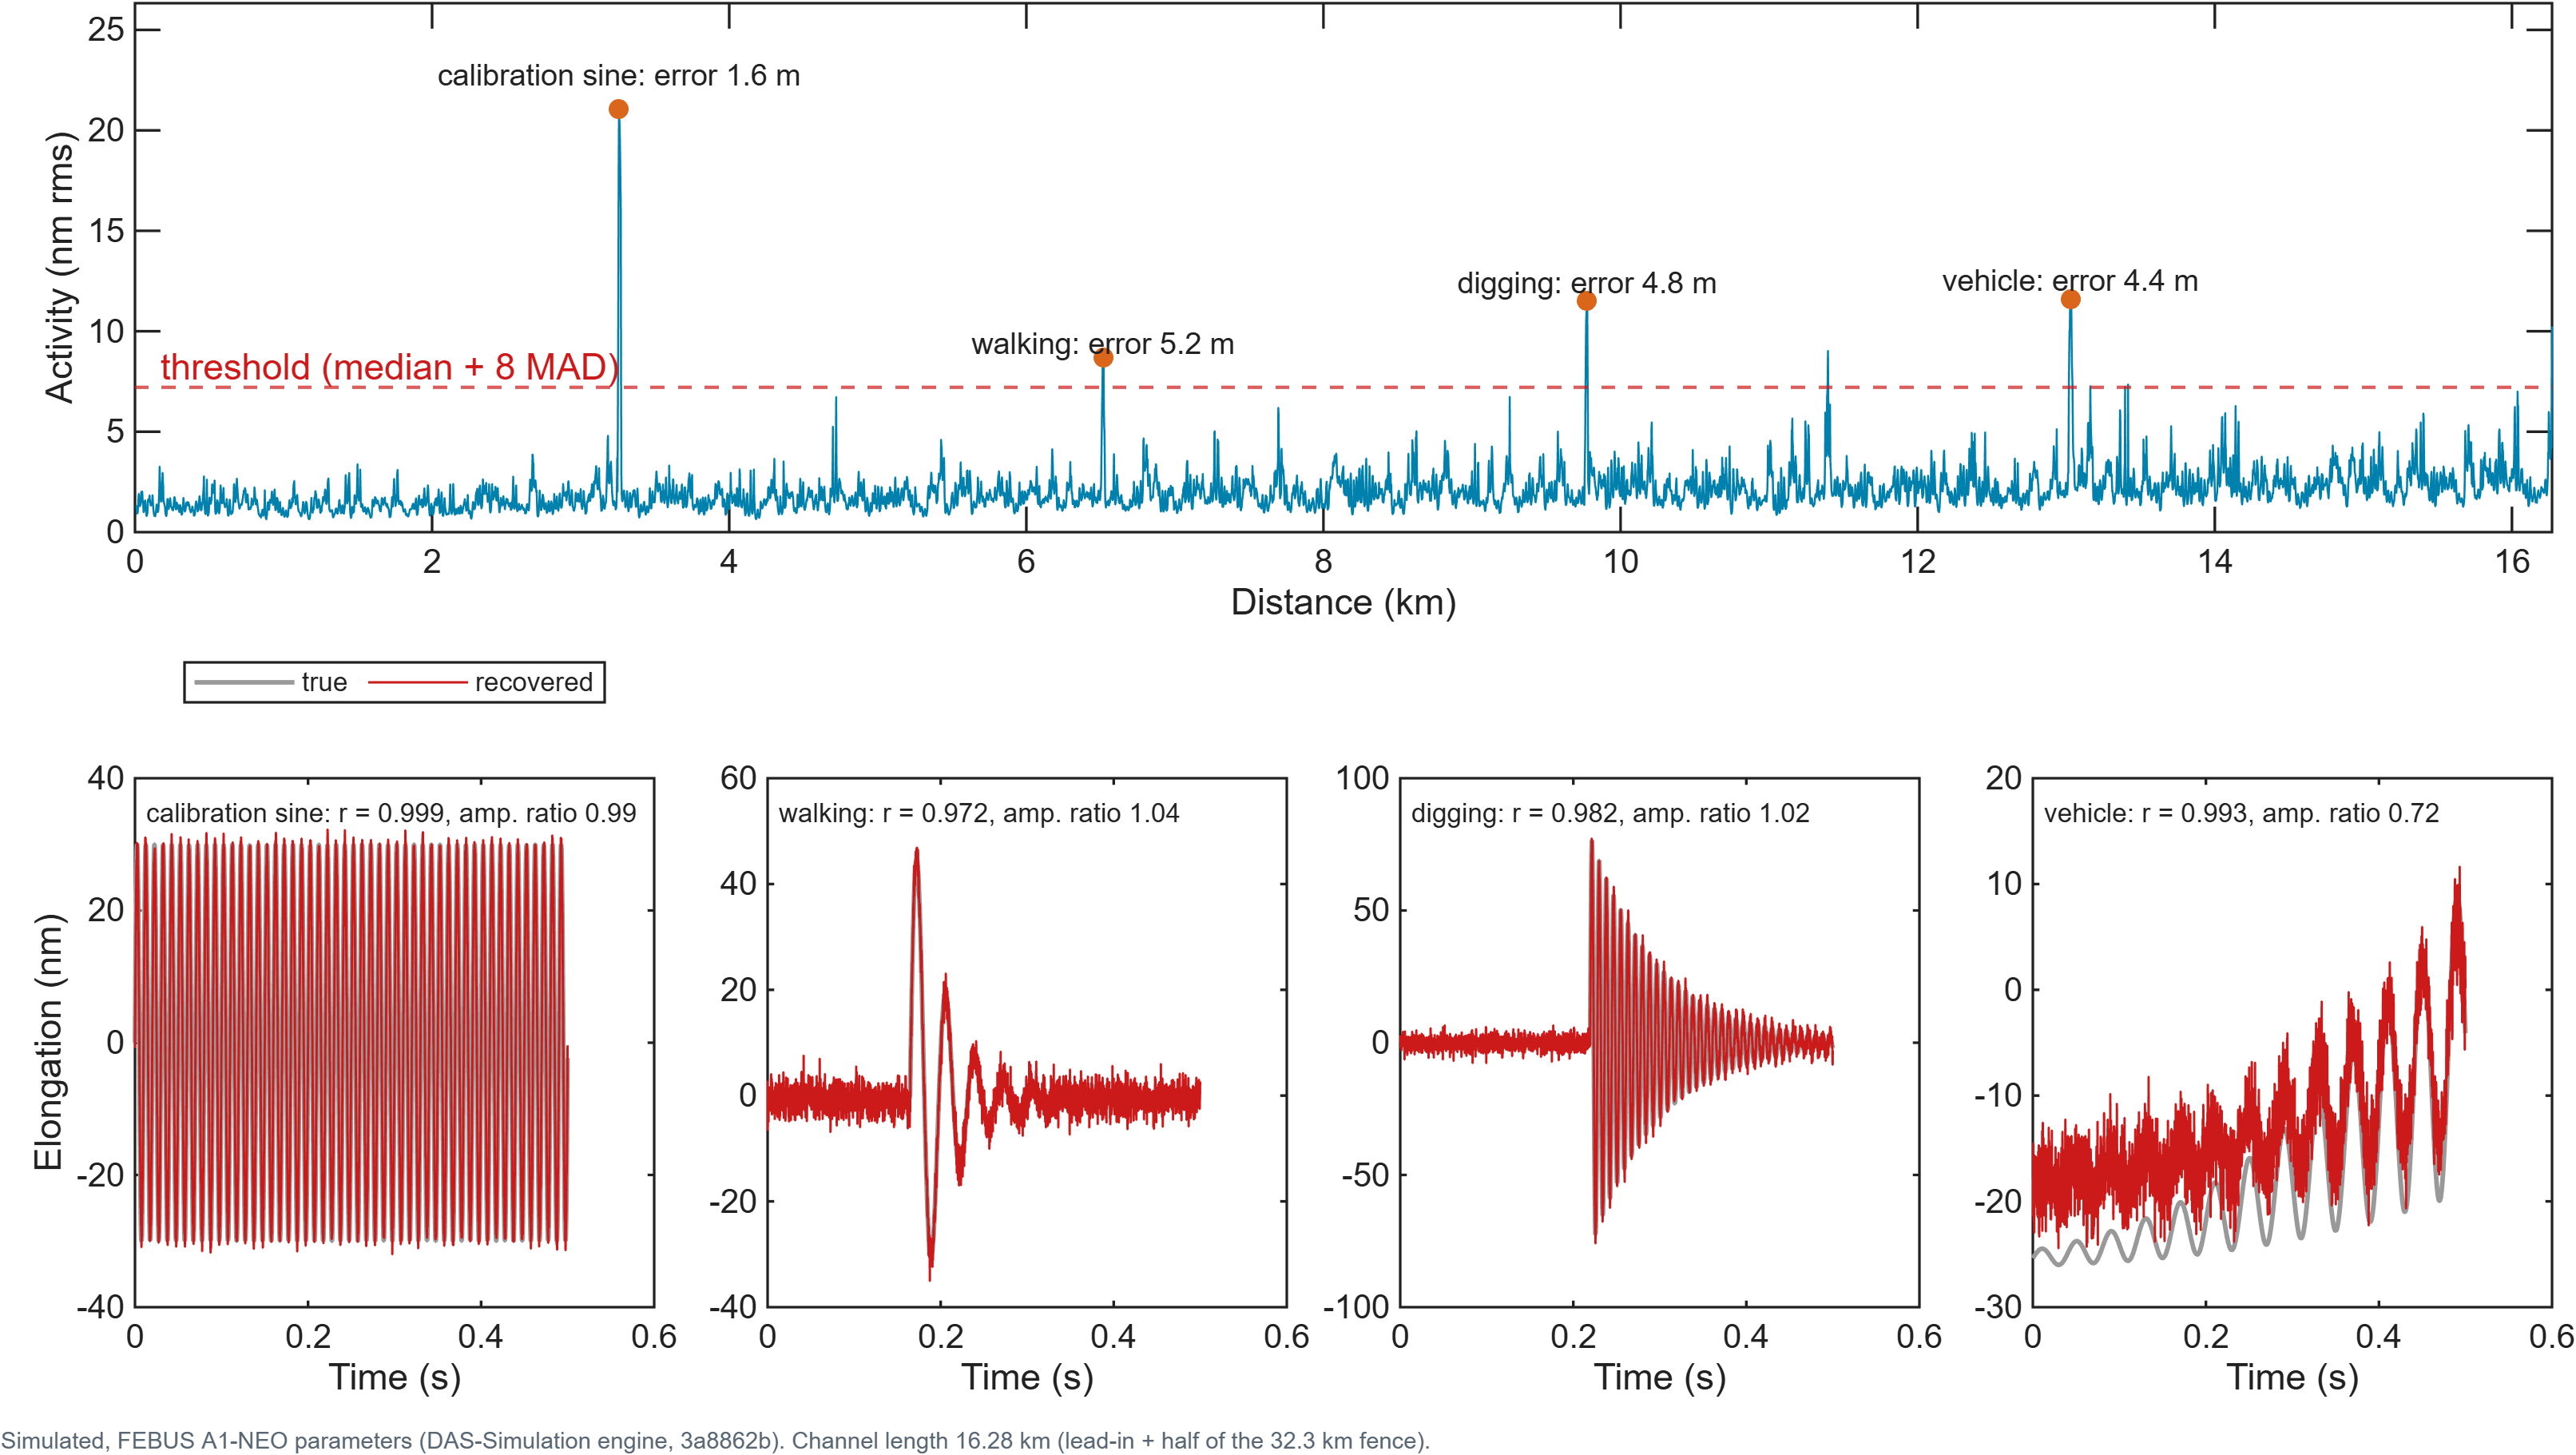 25
calibration sine: error 1.6 m
20
15
digging: error 4.8 m
vehicle: error 4.4 m
10
walking: error 5.2 m
threshold (median + 8 MAD)
5
0
Activity (nm rms)
0 2 4 6 8 10 12 14 16
Distance (km)
true recovered
40 60 100 20
calibration sine: r = 0.999, amp. ratio 0.99
walking: r = 0.972, amp. ratio 1.04
digging: r = 0.982, amp. ratio 1.02
vehicle: r = 0.993, amp. ratio 0.72
20 40 50 10
20 0
0 0 0 -10
-20 -20 -50 -20
-40 -40 -100 -30
Elongation (nm)
0 0.2 0.4 0.6 0 0.2 0.4 0.6 0 0.2 0.4 0.6 0 0.2 0.4 0.6
Time (s) Time (s) Time (s) Time (s)
Simulated, FEBUS A1-NEO parameters (DAS-Simulation engine, 3a8862b). Channel length 16.28 km (lead-in + half of the 32.3 km fence).